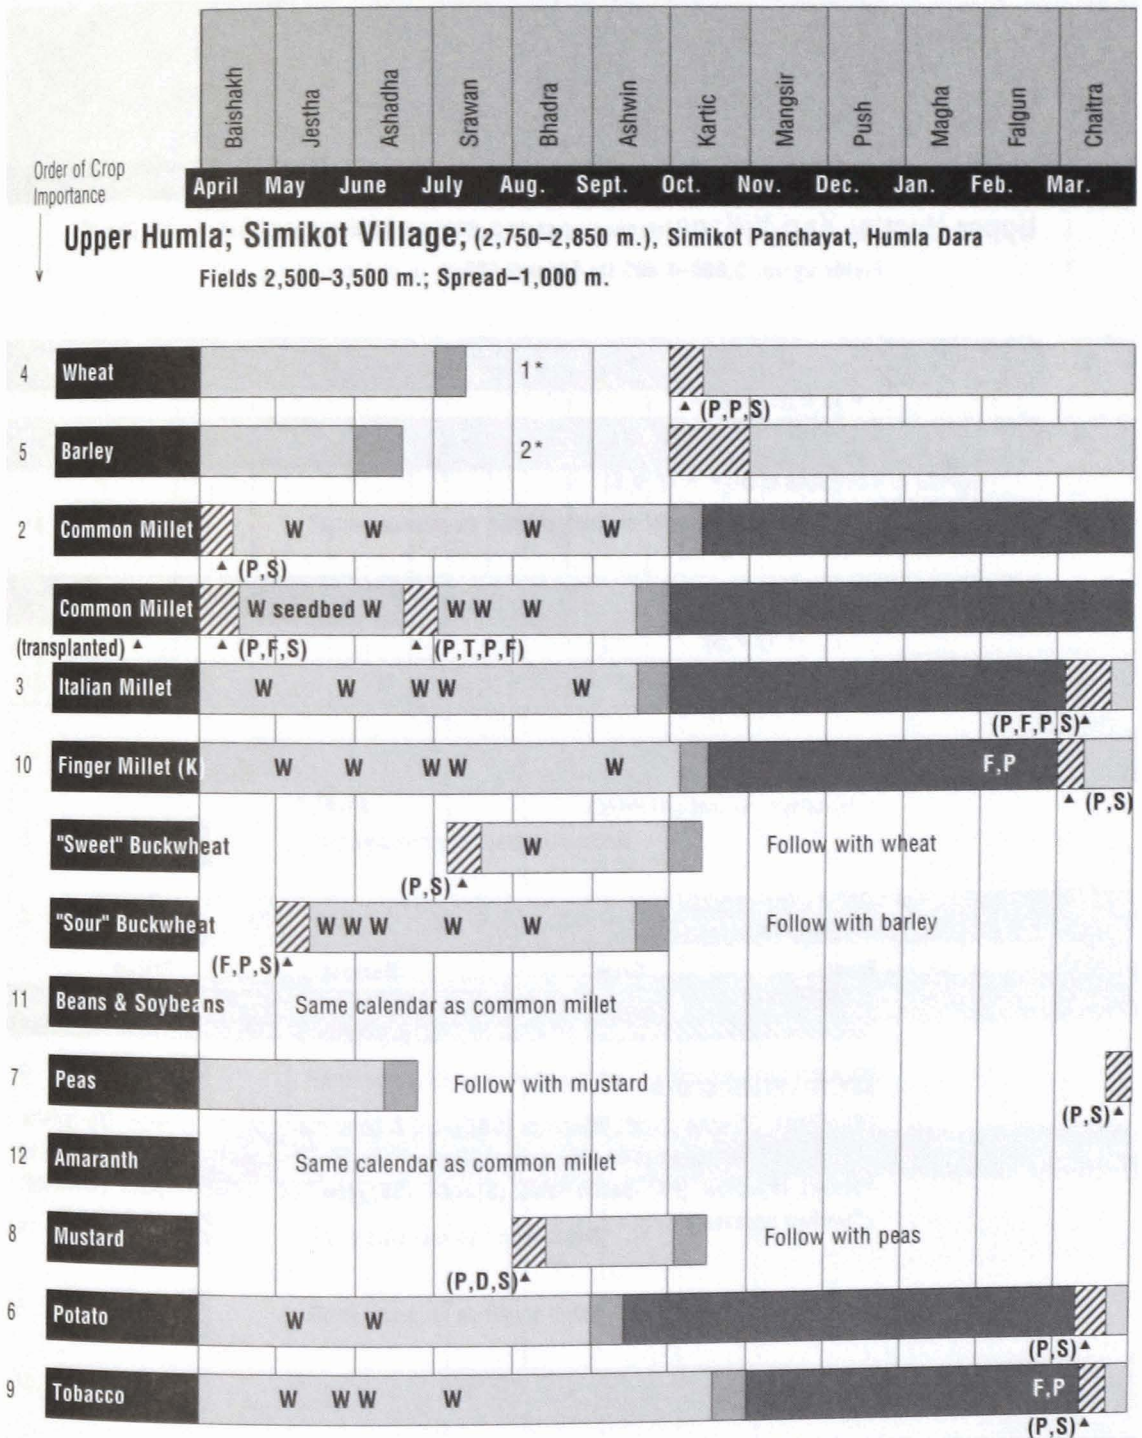 Baishakh Jestha Ashadha Srawan Bhadra Ashwin Kartic Mangsir Push Magha Falgun Chaitra
Order of Crop
Importance
April May June July Aug. Sept. Oct. Nov. Dec. Jan. Feb. Mar.
Upper Humla; Simikot Village; (2,750–2,850 m.), Simikot Panchayat, Humla Dara
Fields 2,500–3,500 m.; Spread–1,000 m.
4 Wheat 1*
▲ (P,P,S)
5 Barley 2*
2 Common Millet W W W W
▲ (P,S)
Common Millet W seedbed W W W W
(transplanted) ▲ ▲ (P,F,S) ▲ (P,T,P,F)
3 Italian Millet W W W W W
(P,F,P,S)▲
10 Finger Millet (K) W W W W W F,P
▲ (P,S)
"Sweet" Buckwheat W Follow with wheat
(P,S) ▲
"Sour" Buckwheat W W W W W Follow with barley
(F,P,S)▲
11 Beans & Soybeans Same calendar as common millet
7 Peas Follow with mustard
(P,S)▲
12 Amaranth Same calendar as common millet
8 Mustard Follow with peas
(P,D,S)▲
6 Potato W W
(P,S)▲
9 Tobacco W W W W F,P
(P,S)▲